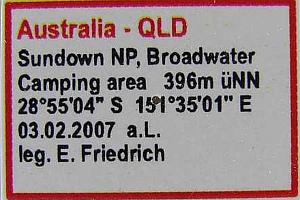 Australia - QLD
Sundown NP, Broadwater
Camping area 396m üNN
28°55'04" S 151°35'01" E
03.02.2007 a.L.
leg. E. Friedrich